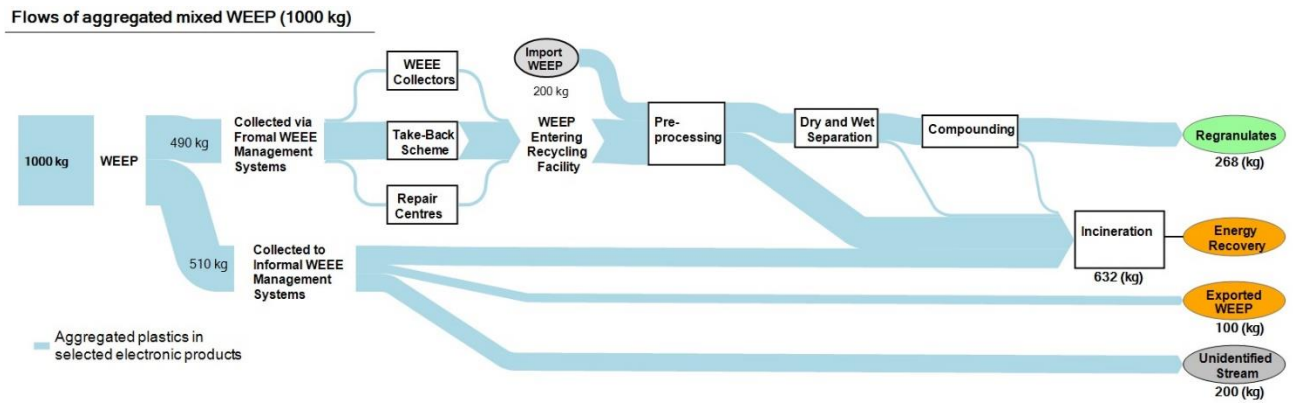 Flows of aggregated mixed WEEP (1000 kg)
1000 kg
WEEP
490 kg
510 kg
Collected via
Fromal WEEE
Management
Systems
Collected to
Informal WEEE
Management
Systems
WEEE
Collectors
Take-Back
Scheme
Repair
Centres
Import
WEEP
200 kg
WEEP
Entering
Recycling
Facility
Pre-
processing
Dry and Wet
Separation
Compounding
Incineration
632 (kg)
Regranulates
268 (kg)
Energy
Recovery
Exported
WEEP
100 (kg)
Unidentified
Stream
200 (kg)
Aggregated plastics in
selected electronic products